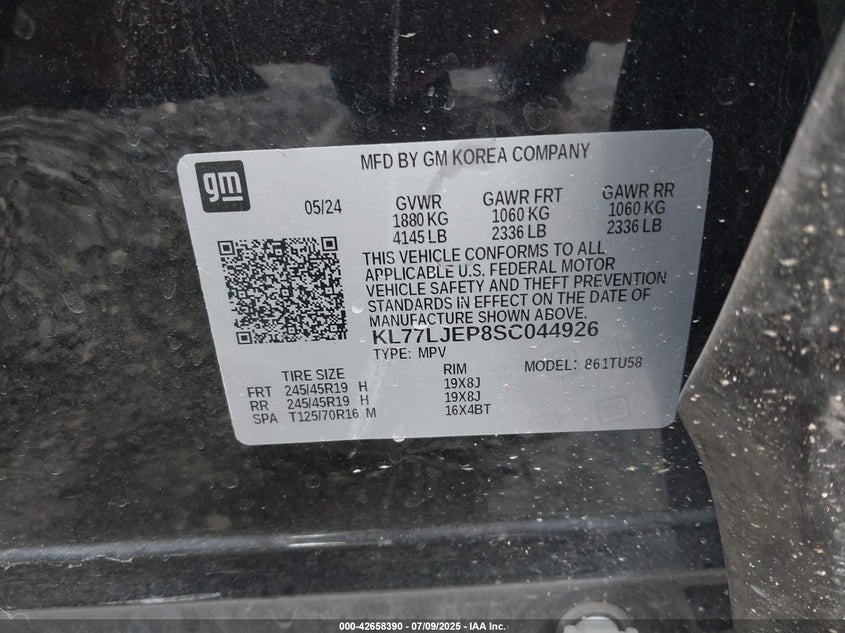 gm
MFD BY GM KOREA COMPANY
05/24
GVWR GAWR FRT GAWR RR
1880 KG 1060 KG 1060 KG
4145 LB 2336 LB 2336 LB
THIS VEHICLE CONFORMS TO ALL
APPLICABLE U.S. FEDERAL MOTOR
VEHICLE SAFETY AND THEFT PREVENTION
STANDARDS IN EFFECT ON THE DATE OF
MANUFACTURE SHOWN ABOVE.
KL77LJEP8SC044926
TYPE: MPV MODEL: 861TU58
TIRE SIZE RIM
FRT 245/45R19 H 19X8J
RR 245/45R19 H 19X8J
SPA T125/70R16 M 16X4BT
000-42658390 - 07/09/2025 - IAA Inc.